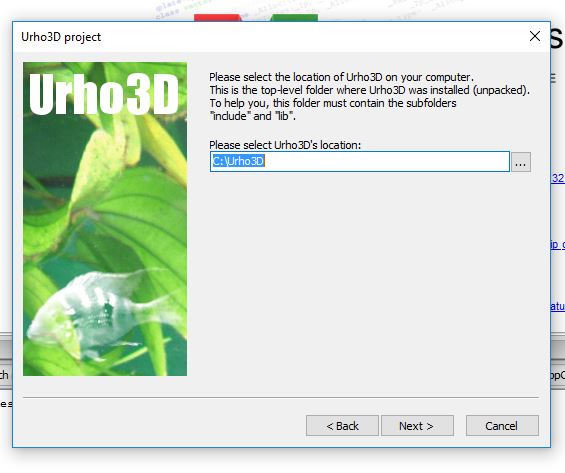 Urho3D project
Urho3D
Please select the location of Urho3D on your computer.
This is the top-level folder where Urho3D was installed (unpacked).
To help you, this folder must contain the subfolders
"include" and "lib".
Please select Urho3D's location:
C:\Urho3D
...
< Back
Next >
Cancel